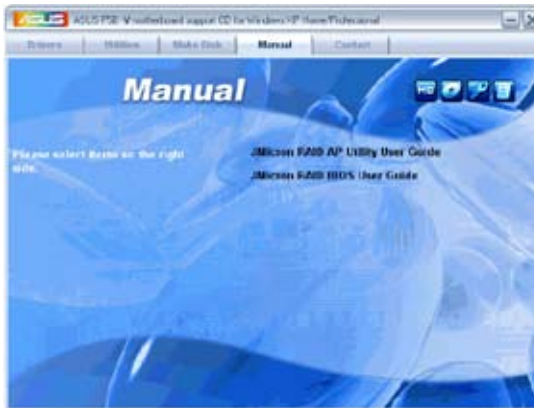 ASUS
ASUS P5B-V motherboard support CD for Windows XP Home/Professional
Drivers Utilities Make Disk Manual Contact
Manual
Please select items on the right
side.
JMicron RAID AP Utility User Guide
JMicron RAID BIOS User Guide